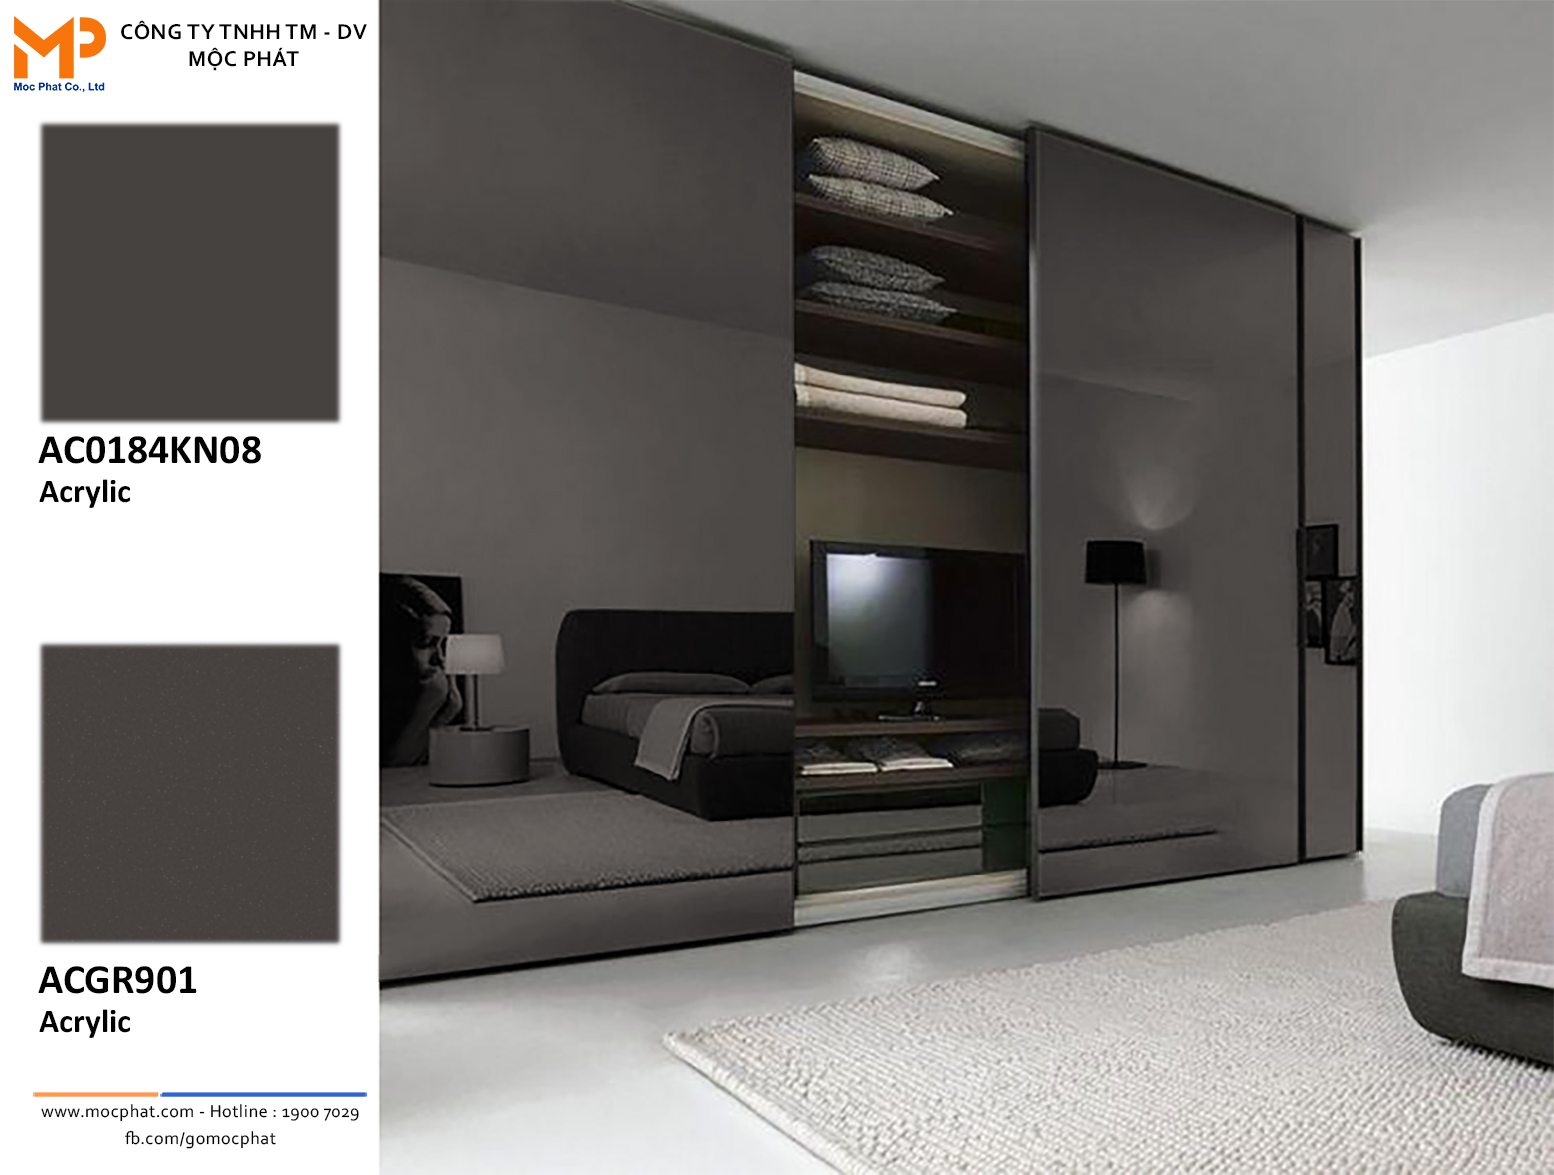 MP
Moc Phat Co., Ltd
CÔNG TY TNHH TM - DV
MỘC PHÁT
AC0184KN08
Acrylic
ACGR901
Acrylic
www.mocphat.com - Hotline : 1900 7029
fb.com/gomocphat